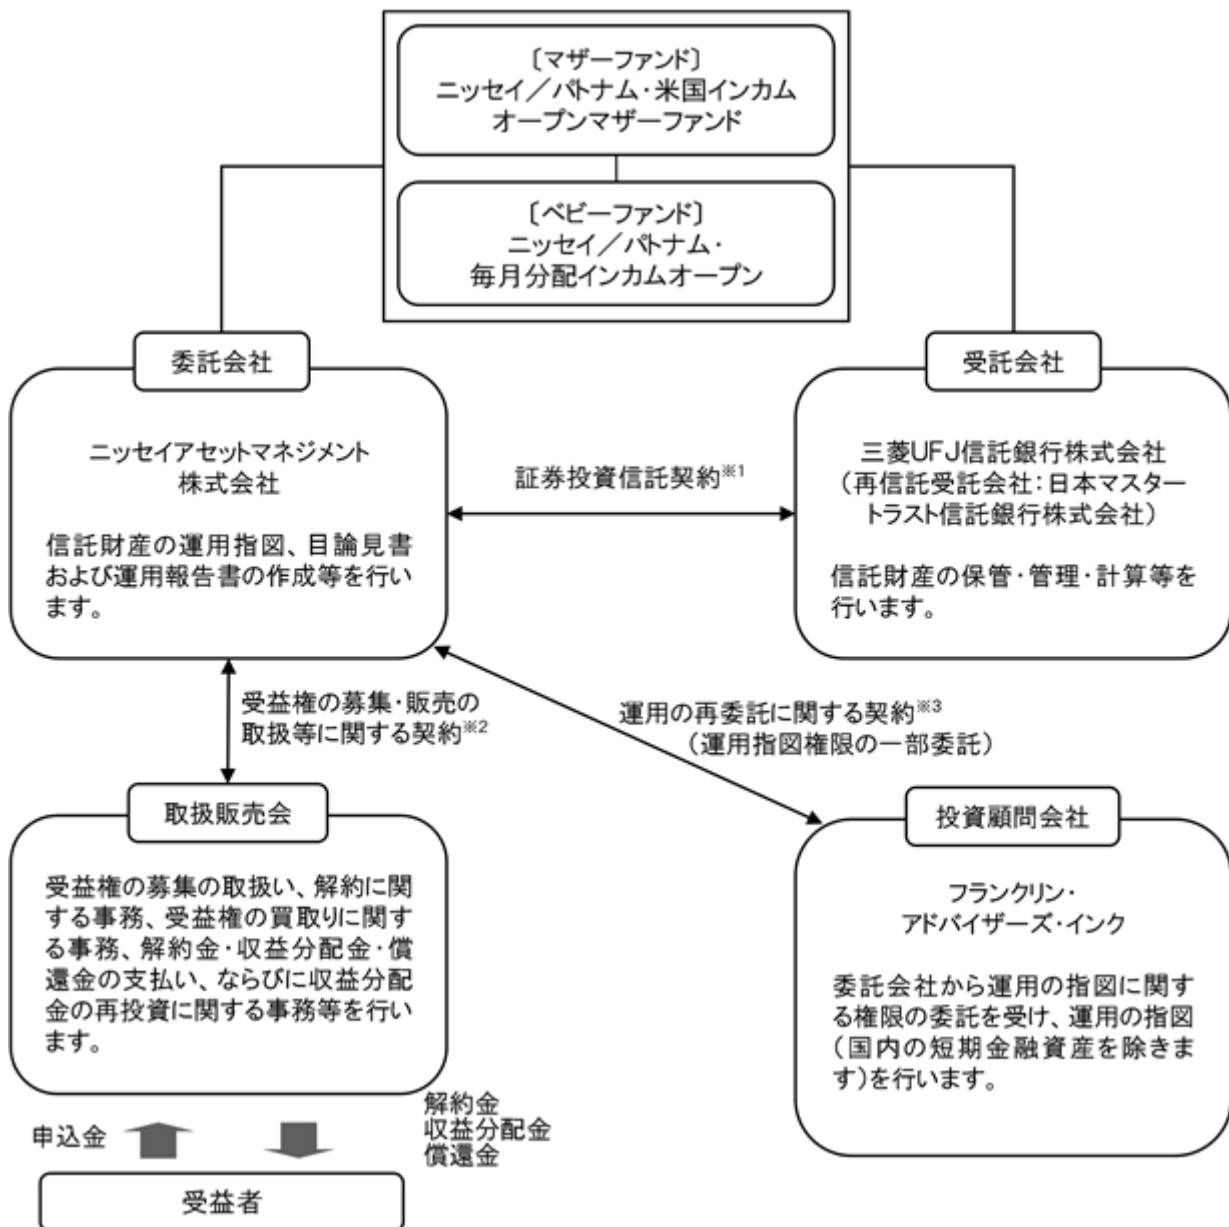 〔マザーファンド〕
ニッセイ／パトナム・米国インカム
オープンマザーファンド
〔ベビーファンド〕
ニッセイ／パトナム・
毎月分配インカムオープン
委託会社
ニッセイアセットマネジメント
株式会社
信託財産の運用指図、目論見書
および運用報告書の作成等を行い
ます。
証券投資信託契約※1
受託会社
三菱UFJ信託銀行株式会社
（再信託受託会社：日本マスター
トラスト信託銀行株式会社）
信託財産の保管・管理・計算等を
行います。
受益権の募集・販売の
取扱等に関する契約※2
運用の再委託に関する契約※3
（運用指図権限の一部委託）
取扱販売会
受益権の募集の取扱い、解約に関
する事務、受益権の買取りに関す
る事務、解約金・収益分配金・償
還金の支払い、ならびに収益分配
金の再投資に関する事務等を行い
ます。
投資顧問会社
フランクリン・
アドバイザーズ・インク
委託会社から運用の指図に関す
る権限の委託を受け、運用の指図
（国内の短期金融資産を除きま
す）を行います。
申込金
解約金
収益分配金
償還金
受益者